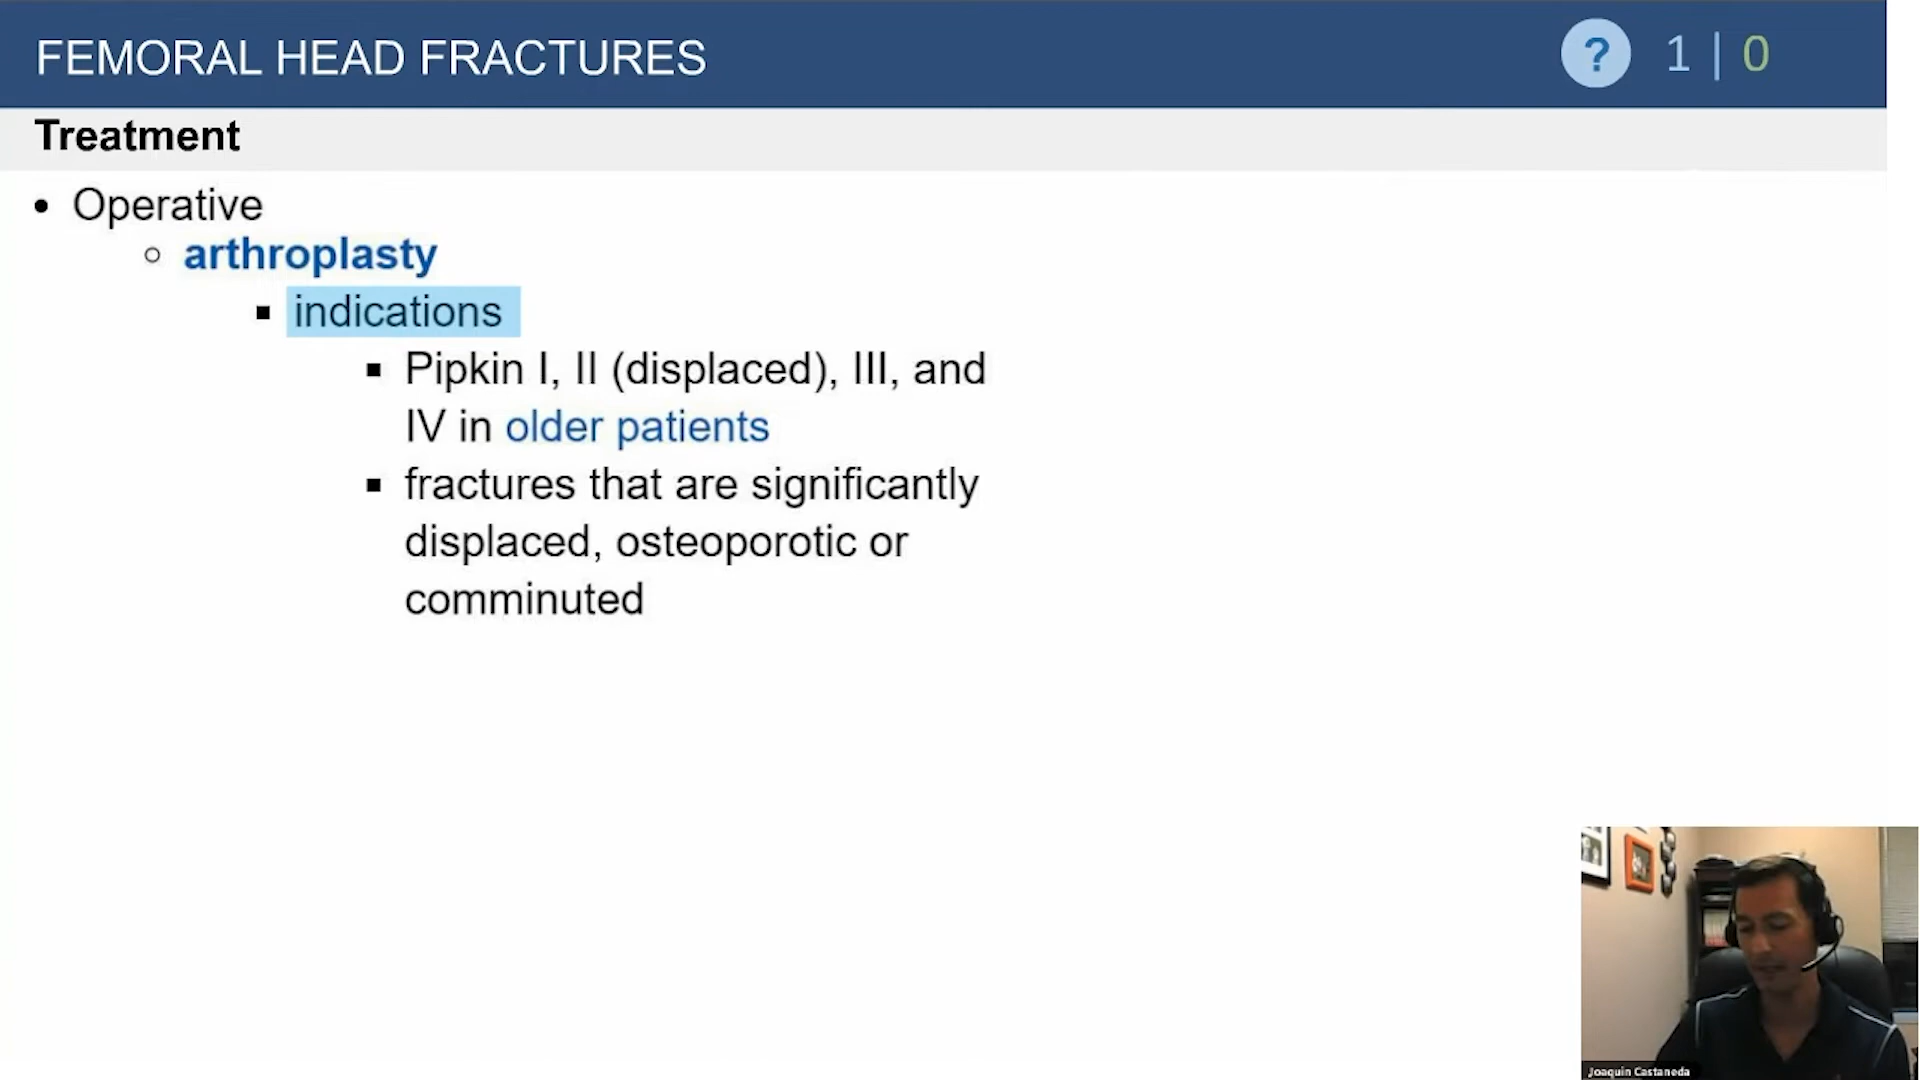 FEMORAL HEAD FRACTURES
? 1 | 0
Treatment
• Operative
○ arthroplasty
▪ indications
▪ Pipkin I, II (displaced), III, and
IV in older patients
▪ fractures that are significantly
displaced, osteoporotic or
comminuted
Joaquin Castaneda